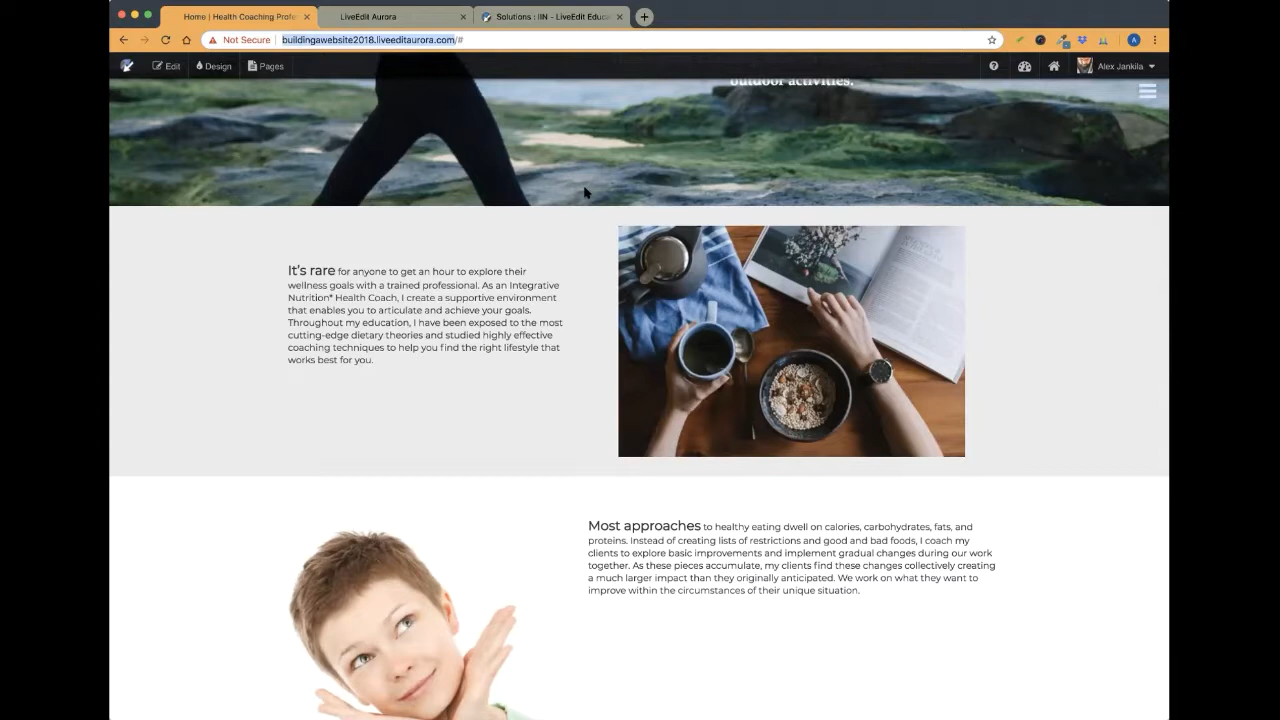 Home | Health Coaching Profe
LiveEdit Aurora
Solutions : IIN - LiveEdit Educa
Not Secure
buildingawebsite2018.liveeditaurora.com/#
Edit
Design
Pages
Alex Jankila
outdoor activities.
It's rare for anyone to get an hour to explore their
wellness goals with a trained professional. As an Integrative
Nutrition* Health Coach, I create a supportive environment
that enables you to articulate and achieve your goals.
Throughout my education, I have been exposed to the most
cutting-edge dietary theories and studied highly effective
coaching techniques to help you find the right lifestyle that
works best for you.
Most approaches to healthy eating dwell on calories, carbohydrates, fats, and
proteins. Instead of creating lists of restrictions and good and bad foods, I coach my
clients to explore basic improvements and implement gradual changes during our work
together. As these pieces accumulate, my clients find these changes collectively creating
a much larger impact than they originally anticipated. We work on what they want to
improve within the circumstances of their unique situation.